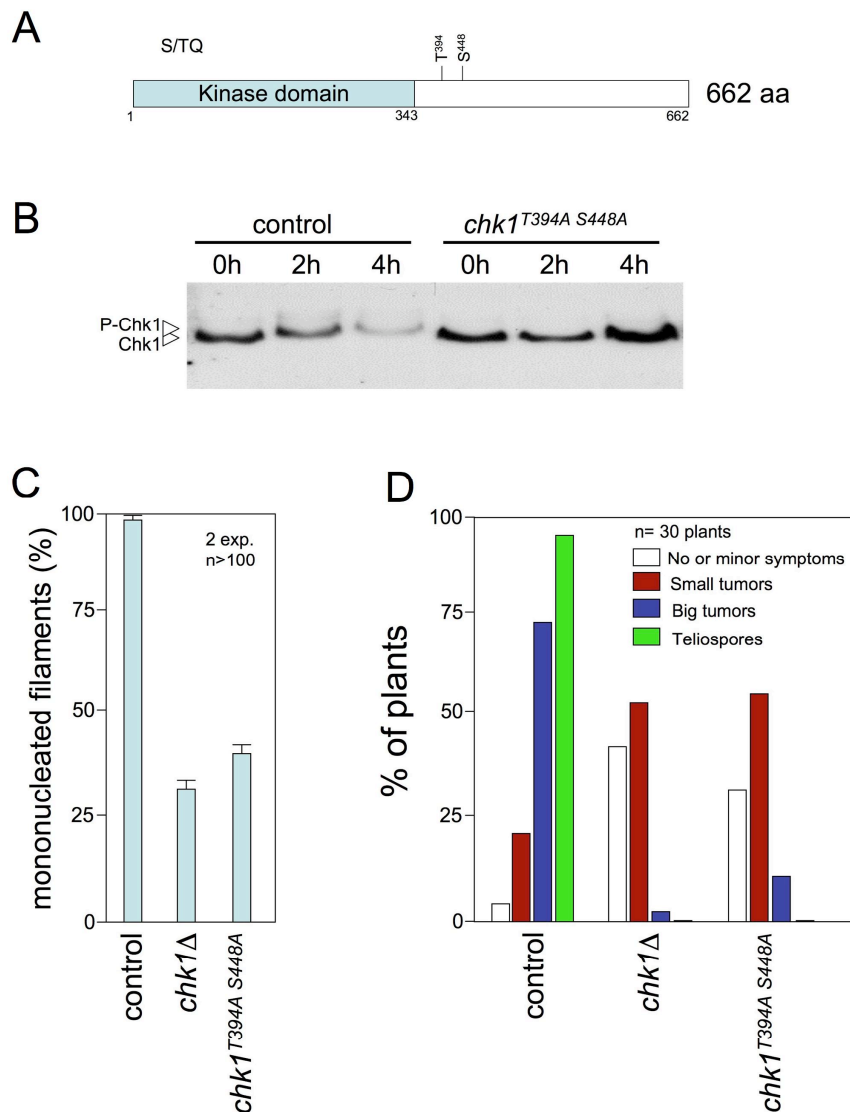 A
S/TQ
T394
S448
Kinase domain
662 aa
1
343
662
B
control
chk1T394A S448A
0h
2h
4h
0h
2h
4h
P-Chk1
Chk1
C
mononucleated filaments (%)
100
75
50
25
0
2 exp.
n>100
control
chk1Δ
chk1T394A S448A
D
% of plants
100
75
50
25
0
n= 30 plants
No or minor symptoms
Small tumors
Big tumors
Teliospores
control
chk1Δ
chk1T394A S448A